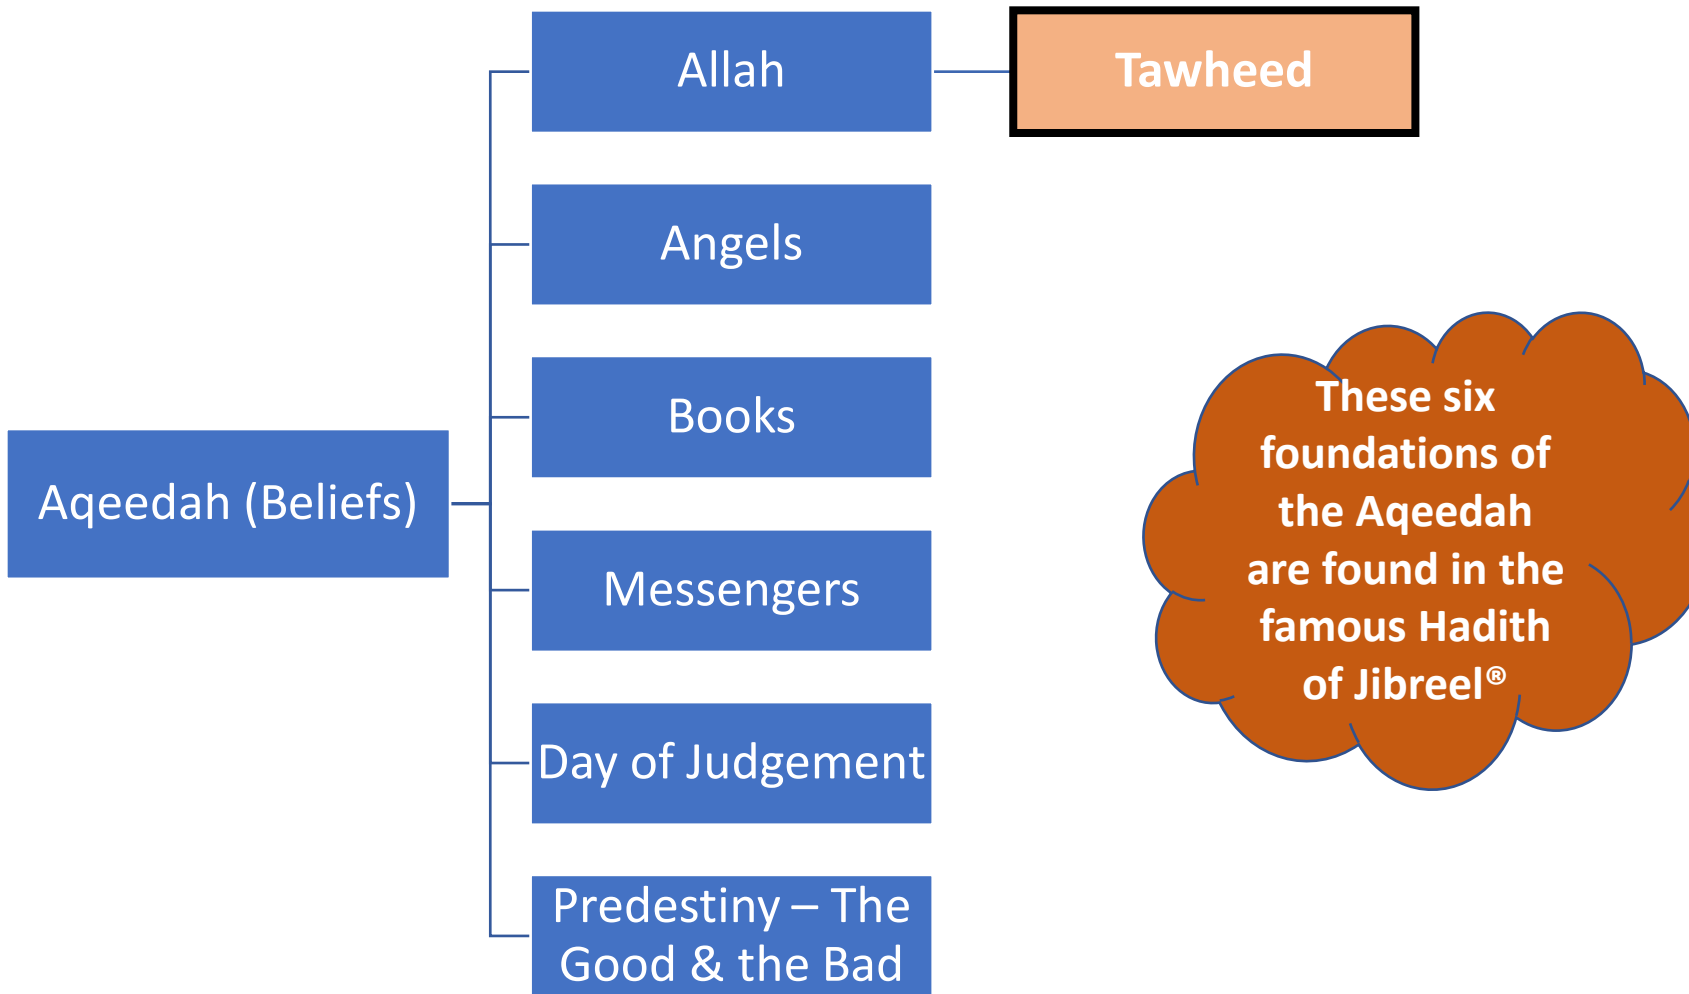 Allah
Tawheed
Angels
Books
Aqeedah (Beliefs)
Messengers
Day of Judgement
Predestiny – The
Good & the Bad
These six
foundations of
the Aqeedah
are found in the
famous Hadith
of Jibreel®